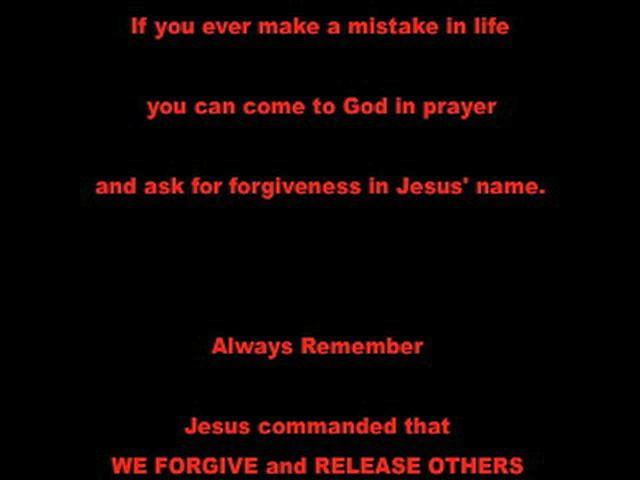 If you ever make a mistake in life
you can come to God in prayer
and ask for forgiveness in Jesus' name.
Always Remember
Jesus commanded that
WE FORGIVE and RELEASE OTHERS